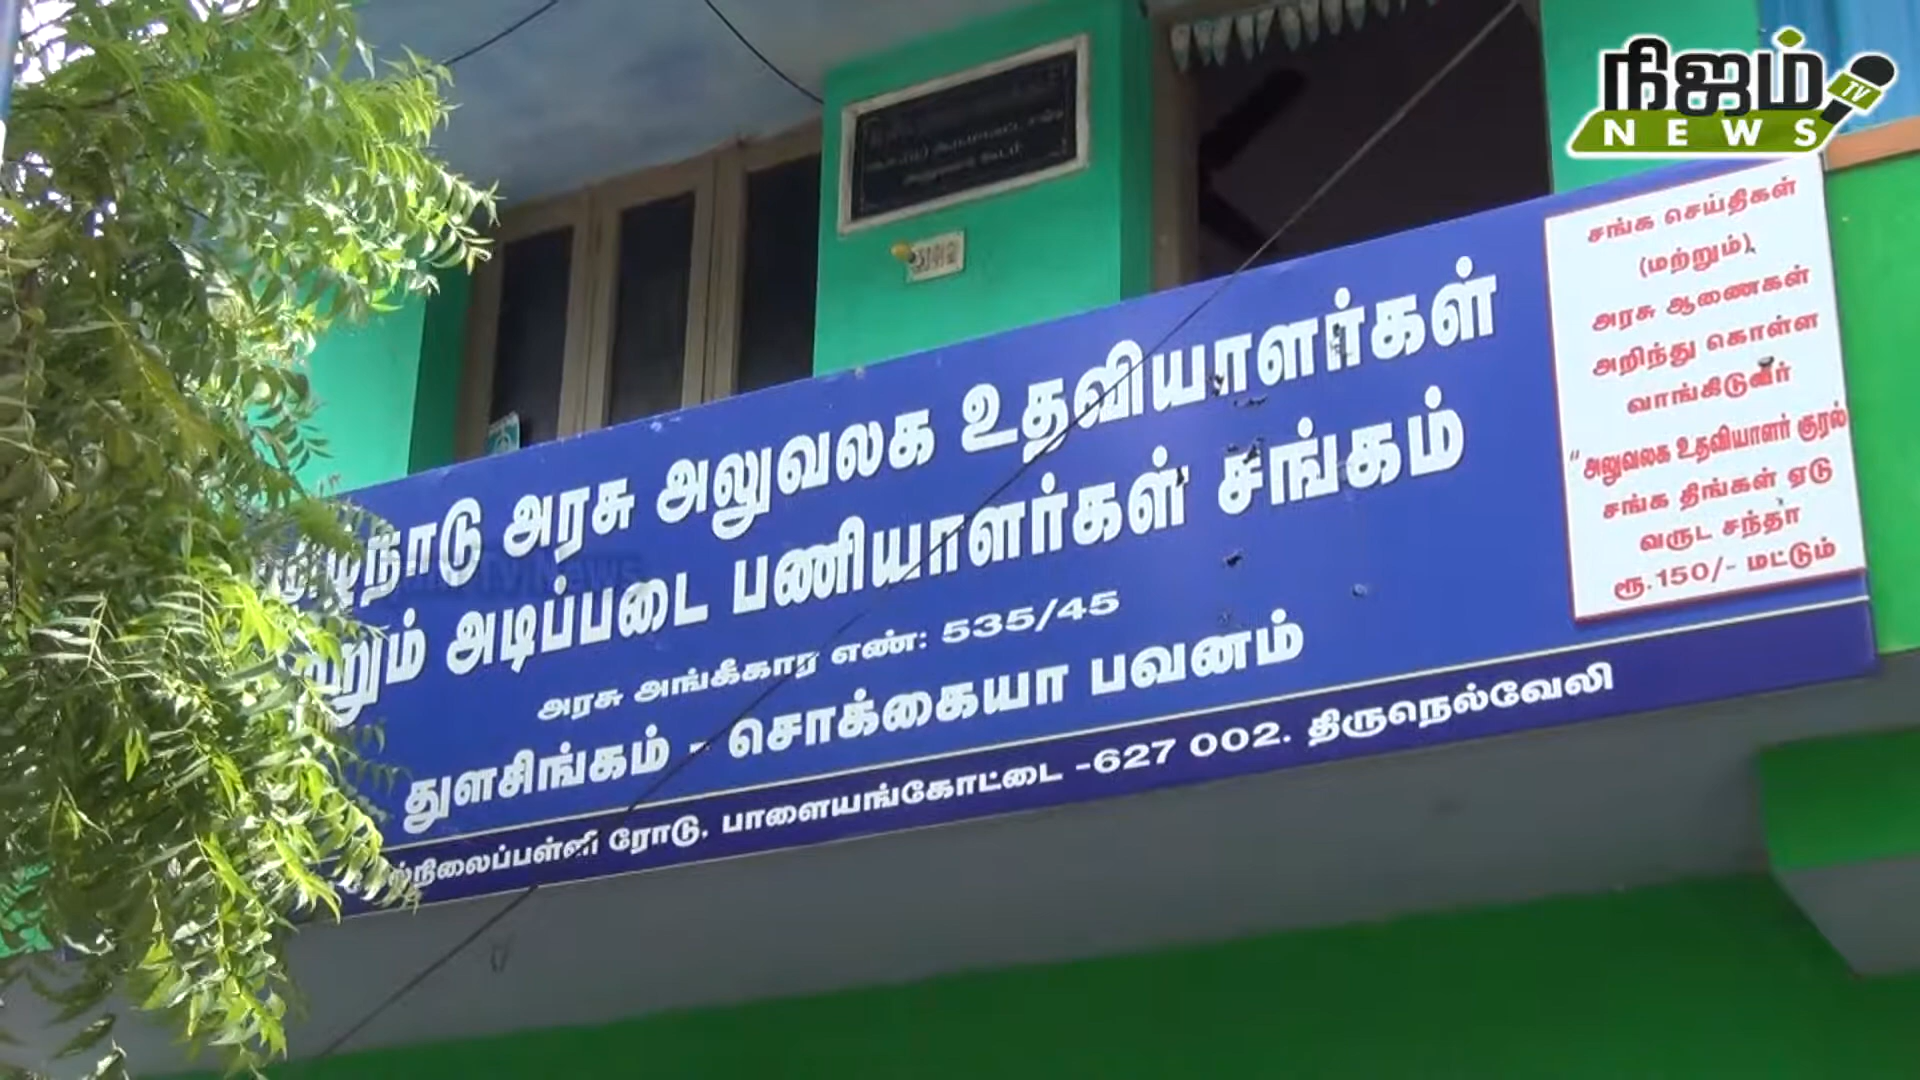 நிஜம்
TV
NEWS
அரசு அலுவலக உதவியாளர்கள்
அடிப்படை பணியாளர்கள் சங்கம்
அரசு அங்கீகார எண்: 535/45
துளசிங்கம் - சொக்கையா பவனம்
ரோடு, பாளையங்கோட்டை -627 002. திருநெல்வேலி
சங்க செய்திகள்
(மற்றும்)
அரசு ஆணைகள்
அறிந்து கொள்ள
வாங்கிடுவீர்
"அலுவலக உதவியாளர் குரல்
சங்க திங்கள் ஏடு
வருட சந்தா
ரூ.150/- மட்டும்